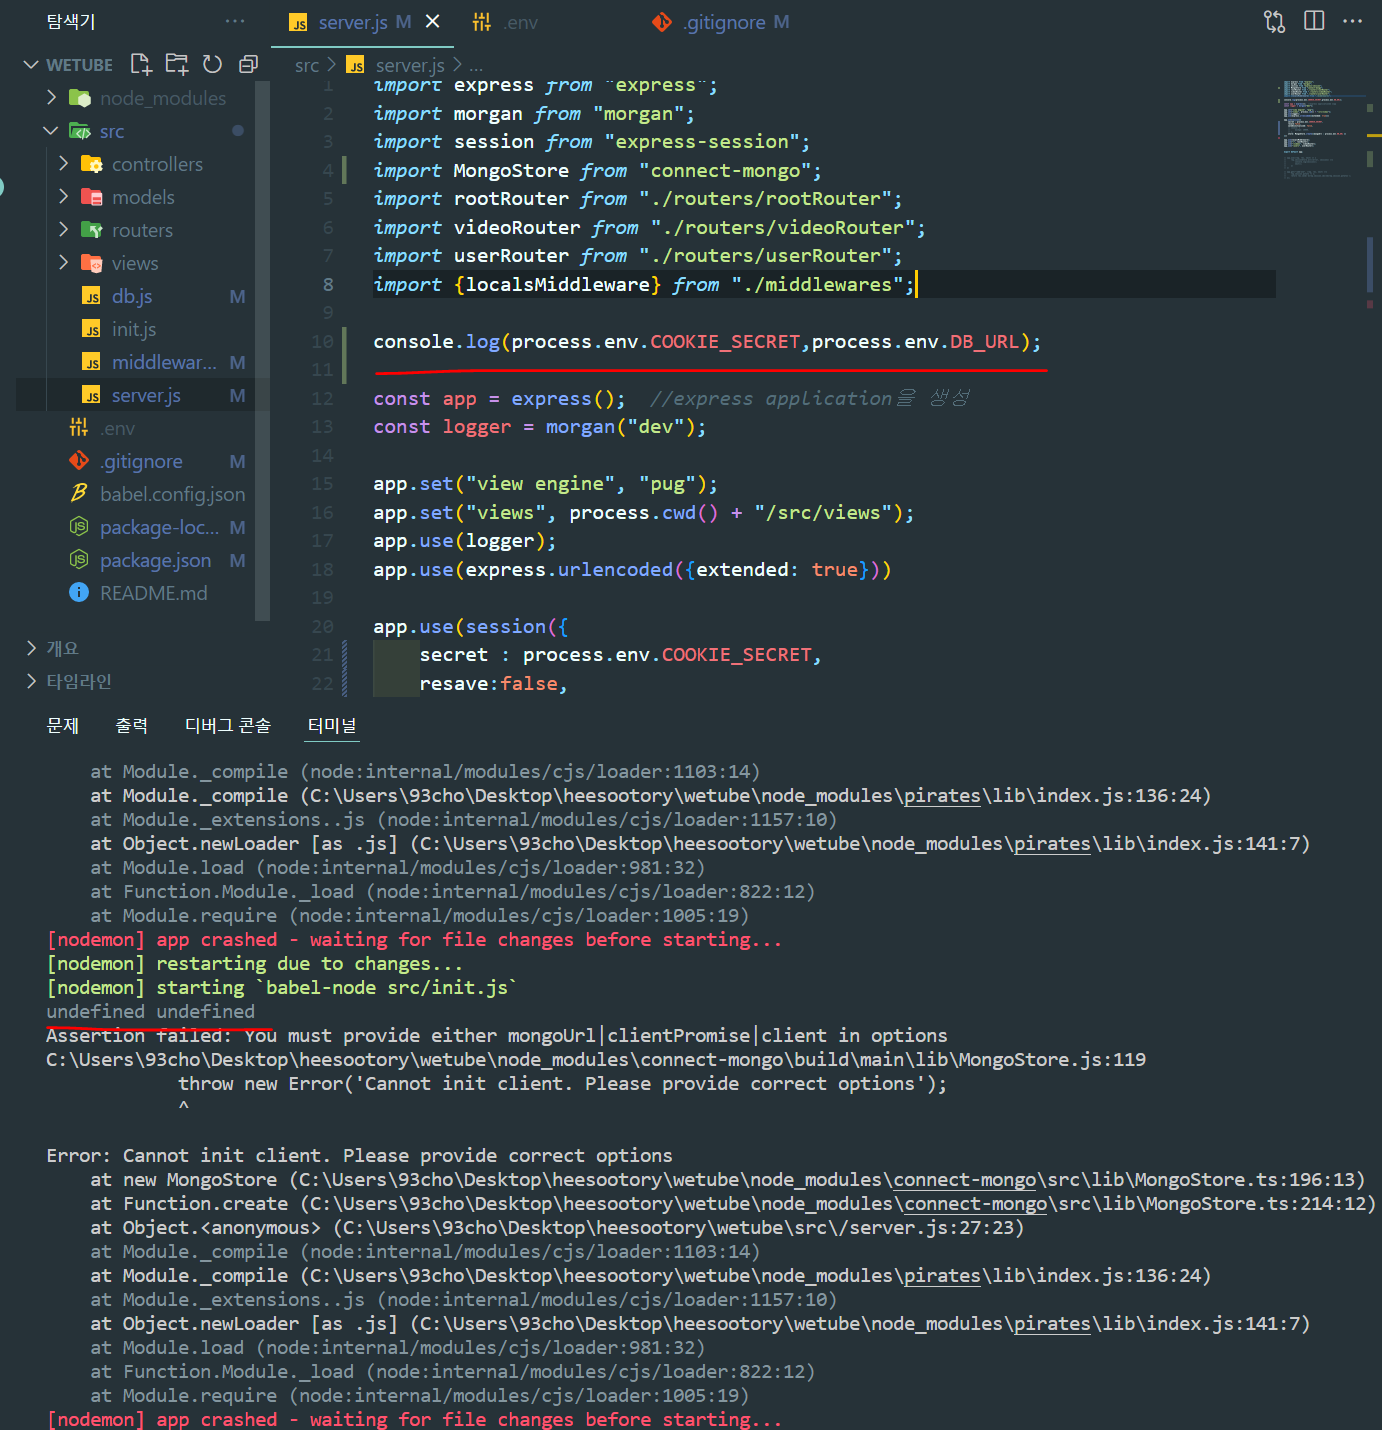 탐색기 ···
server.js M
.env
.gitignore M
WETUBE
src > server.js > ...
node_modules
src
controllers
models
routers
views
db.js M
init.js
middlewar... M
server.js M
.env
.gitignore M
babel.config.json
package-loc... M
package.json M
README.md
개요
타임라인
1 import express from "express";
2 import morgan from "morgan";
3 import session from "express-session";
4 import MongoStore from "connect-mongo";
5 import rootRouter from "./routers/rootRouter";
6 import videoRouter from "./routers/videoRouter";
7 import userRouter from "./routers/userRouter";
8 import {localsMiddleware} from "./middlewares";
9
10 console.log(process.env.COOKIE_SECRET,process.env.DB_URL);
11
12 const app = express();  //express application을 생성
13 const logger = morgan("dev");
14
15 app.set("view engine", "pug");
16 app.set("views", process.cwd() + "/src/views");
17 app.use(logger);
18 app.use(express.urlencoded({extended: true}))
19
20 app.use(session({
21     secret : process.env.COOKIE_SECRET,
22     resave:false,
문제 출력 디버그 콘솔 터미널
    at Module._compile (node:internal/modules/cjs/loader:1103:14)
    at Module._compile (C:\Users\93cho\Desktop\heesootory\wetube\node_modules\pirates\lib\index.js:136:24)
    at Module._extensions..js (node:internal/modules/cjs/loader:1157:10)
    at Object.newLoader [as .js] (C:\Users\93cho\Desktop\heesootory\wetube\node_modules\pirates\lib\index.js:141:7)
    at Module.load (node:internal/modules/cjs/loader:981:32)
    at Function.Module._load (node:internal/modules/cjs/loader:822:12)
    at Module.require (node:internal/modules/cjs/loader:1005:19)
[nodemon] app crashed - waiting for file changes before starting...
[nodemon] restarting due to changes...
[nodemon] starting `babel-node src/init.js`
undefined undefined
Assertion failed: You must provide either mongoUrl|clientPromise|client in options
C:\Users\93cho\Desktop\heesootory\wetube\node_modules\connect-mongo\build\main\lib\MongoStore.js:119
            throw new Error('Cannot init client. Please provide correct options');
            ^
Error: Cannot init client. Please provide correct options
    at new MongoStore (C:\Users\93cho\Desktop\heesootory\wetube\node_modules\connect-mongo\src\lib\MongoStore.ts:196:13)
    at Function.create (C:\Users\93cho\Desktop\heesootory\wetube\node_modules\connect-mongo\src\lib\MongoStore.ts:214:12)
    at Object.<anonymous> (C:\Users\93cho\Desktop\heesootory\wetube\src\/server.js:27:23)
    at Module._compile (node:internal/modules/cjs/loader:1103:14)
    at Module._compile (C:\Users\93cho\Desktop\heesootory\wetube\node_modules\pirates\lib\index.js:136:24)
    at Module._extensions..js (node:internal/modules/cjs/loader:1157:10)
    at Object.newLoader [as .js] (C:\Users\93cho\Desktop\heesootory\wetube\node_modules\pirates\lib\index.js:141:7)
    at Module.load (node:internal/modules/cjs/loader:981:32)
    at Function.Module._load (node:internal/modules/cjs/loader:822:12)
    at Module.require (node:internal/modules/cjs/loader:1005:19)
[nodemon] app crashed - waiting for file changes before starting...